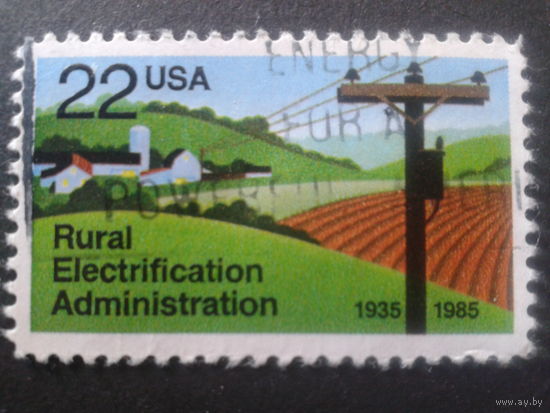 22 USA
ENERGY
FOR A
POWERFUL
Rural
Electrification
Administration
1935 1985
www.ay.by